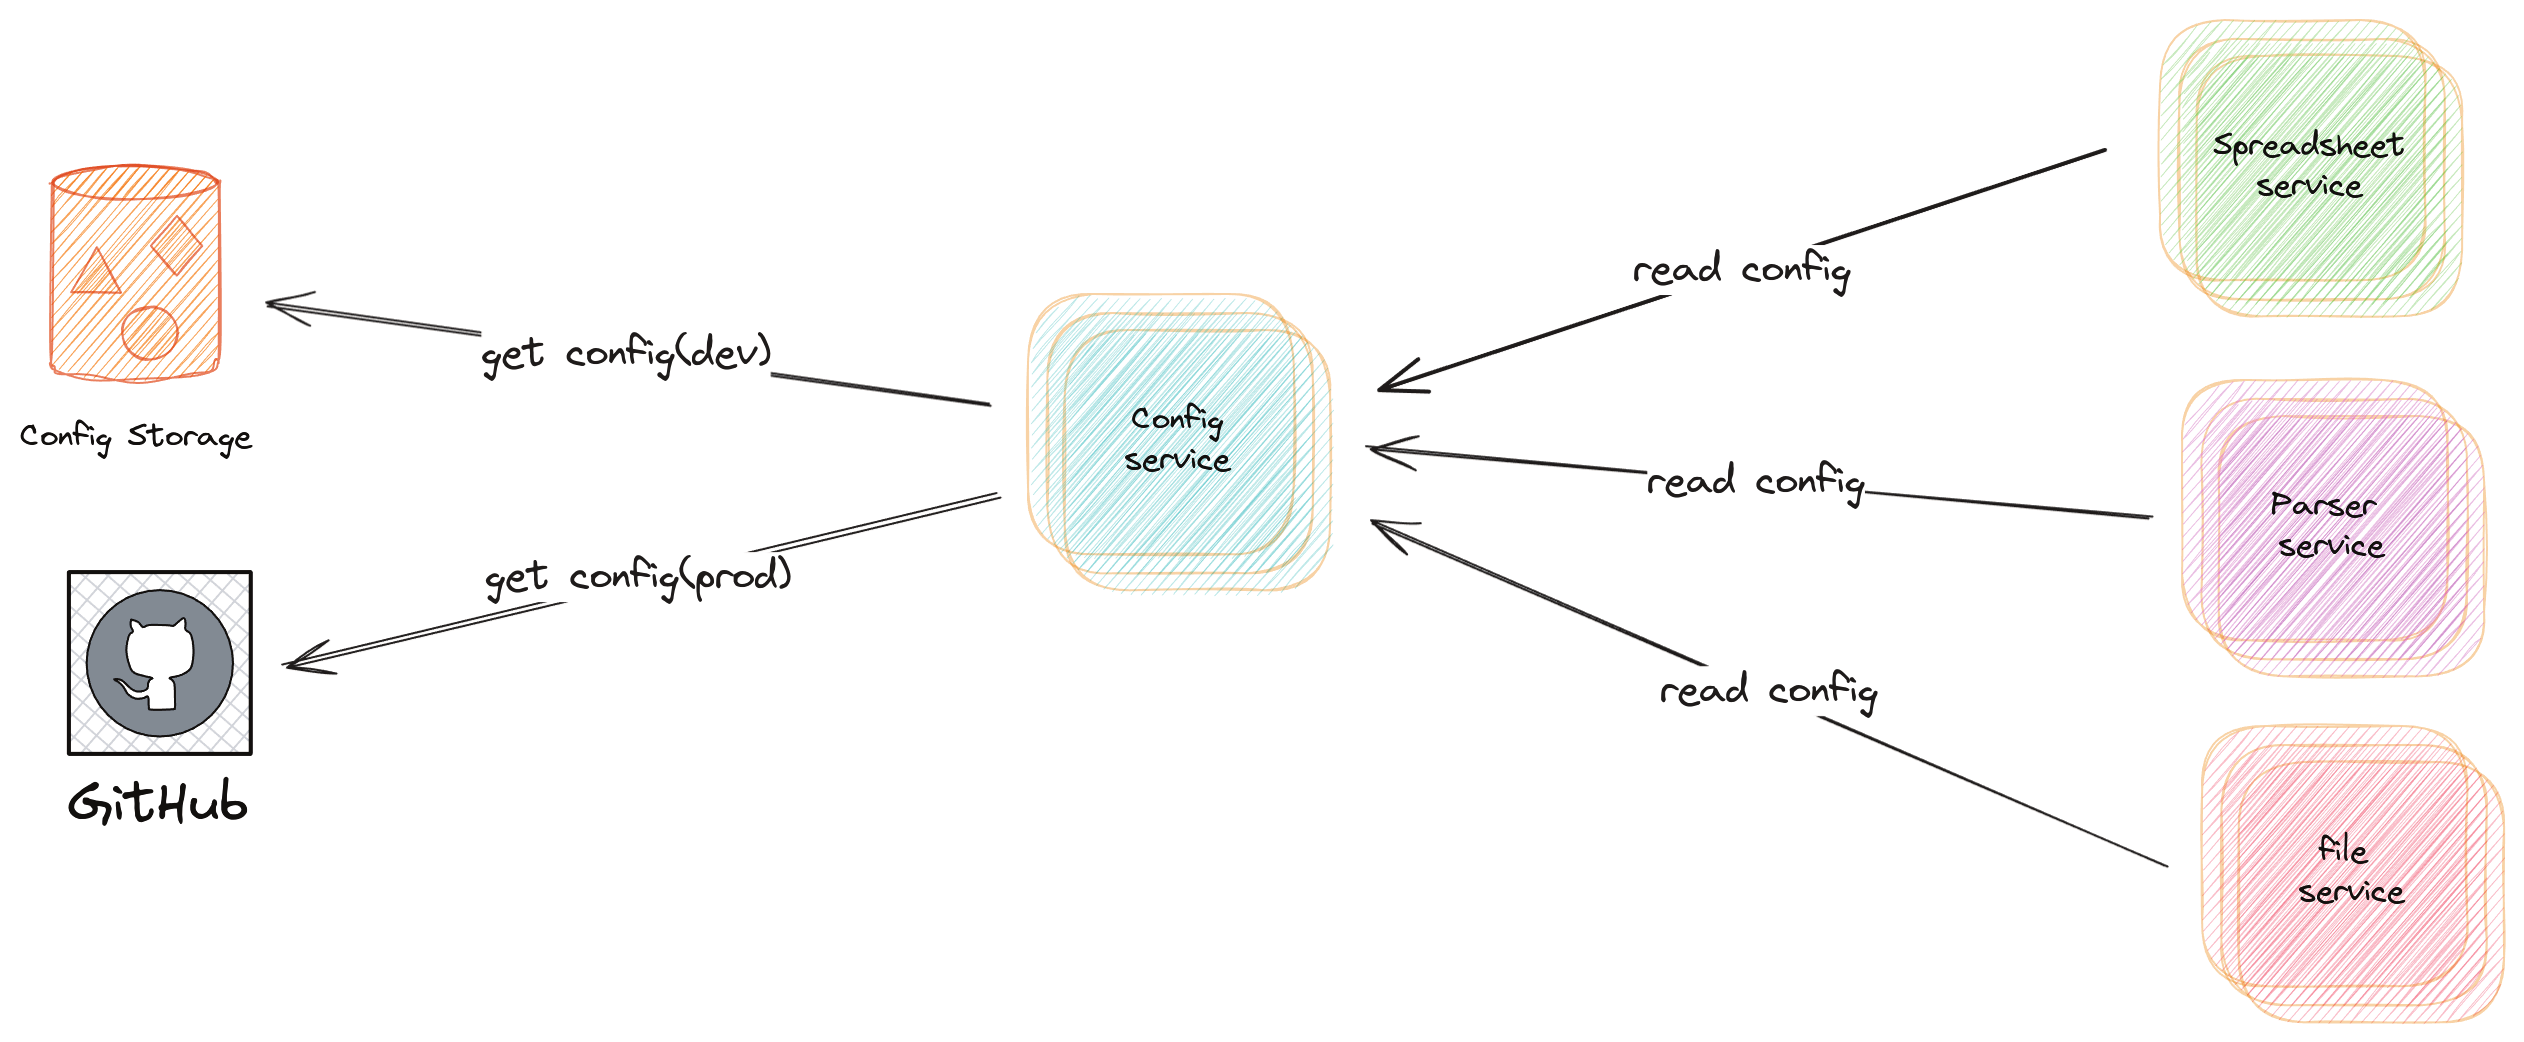 Spreadsheet
service
read config
get config(dev)
Config
service
Config Storage
read config
Parser
service
get config(prod)
read config
GitHub
file
service